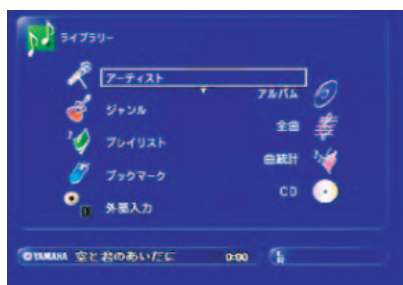 ライブラリー
アーティスト
アルバム
ジャンル
全曲
プレイリスト
曲統計
ブックマーク
CD
外部入力
©YAMAHA 空と君のあいだに 0:00 L
R